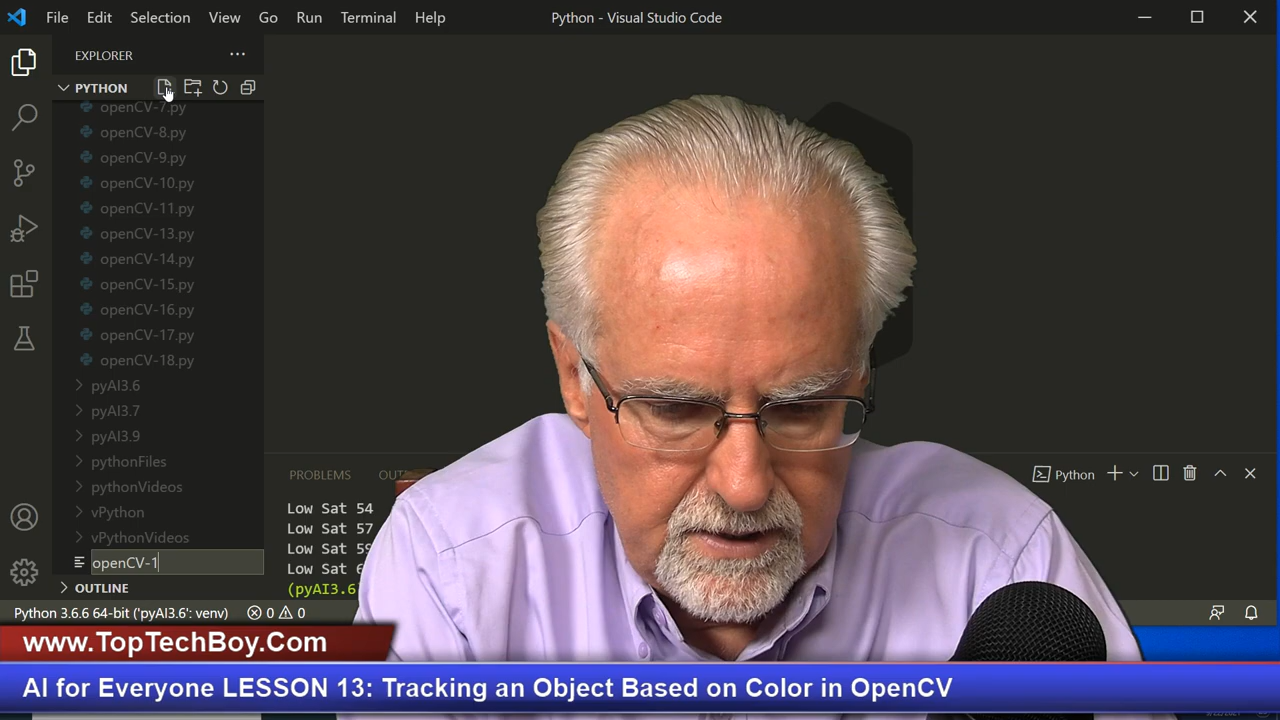 File Edit Selection View Go Run Terminal Help Python - Visual Studio Code
EXPLORER ···
PYTHON
openCV-7.py
openCV-8.py
openCV-9.py
openCV-10.py
openCV-11.py
openCV-13.py
openCV-14.py
openCV-15.py
openCV-16.py
openCV-17.py
openCV-18.py
pyAI3.6
pyAI3.7
pyAI3.9
pythonFiles
pythonVideos
vPython
vPythonVideos
openCV-1
OUTLINE
PROBLEMS Python
Low Sat 54
Low Sat 57
Low Sat
Low Sat
(pyAI3.6)
Python 3.6.6 64-bit ('pyAI3.6': venv) 0 0
www.TopTechBoy.Com
AI for Everyone LESSON 13: Tracking an Object Based on Color in OpenCV